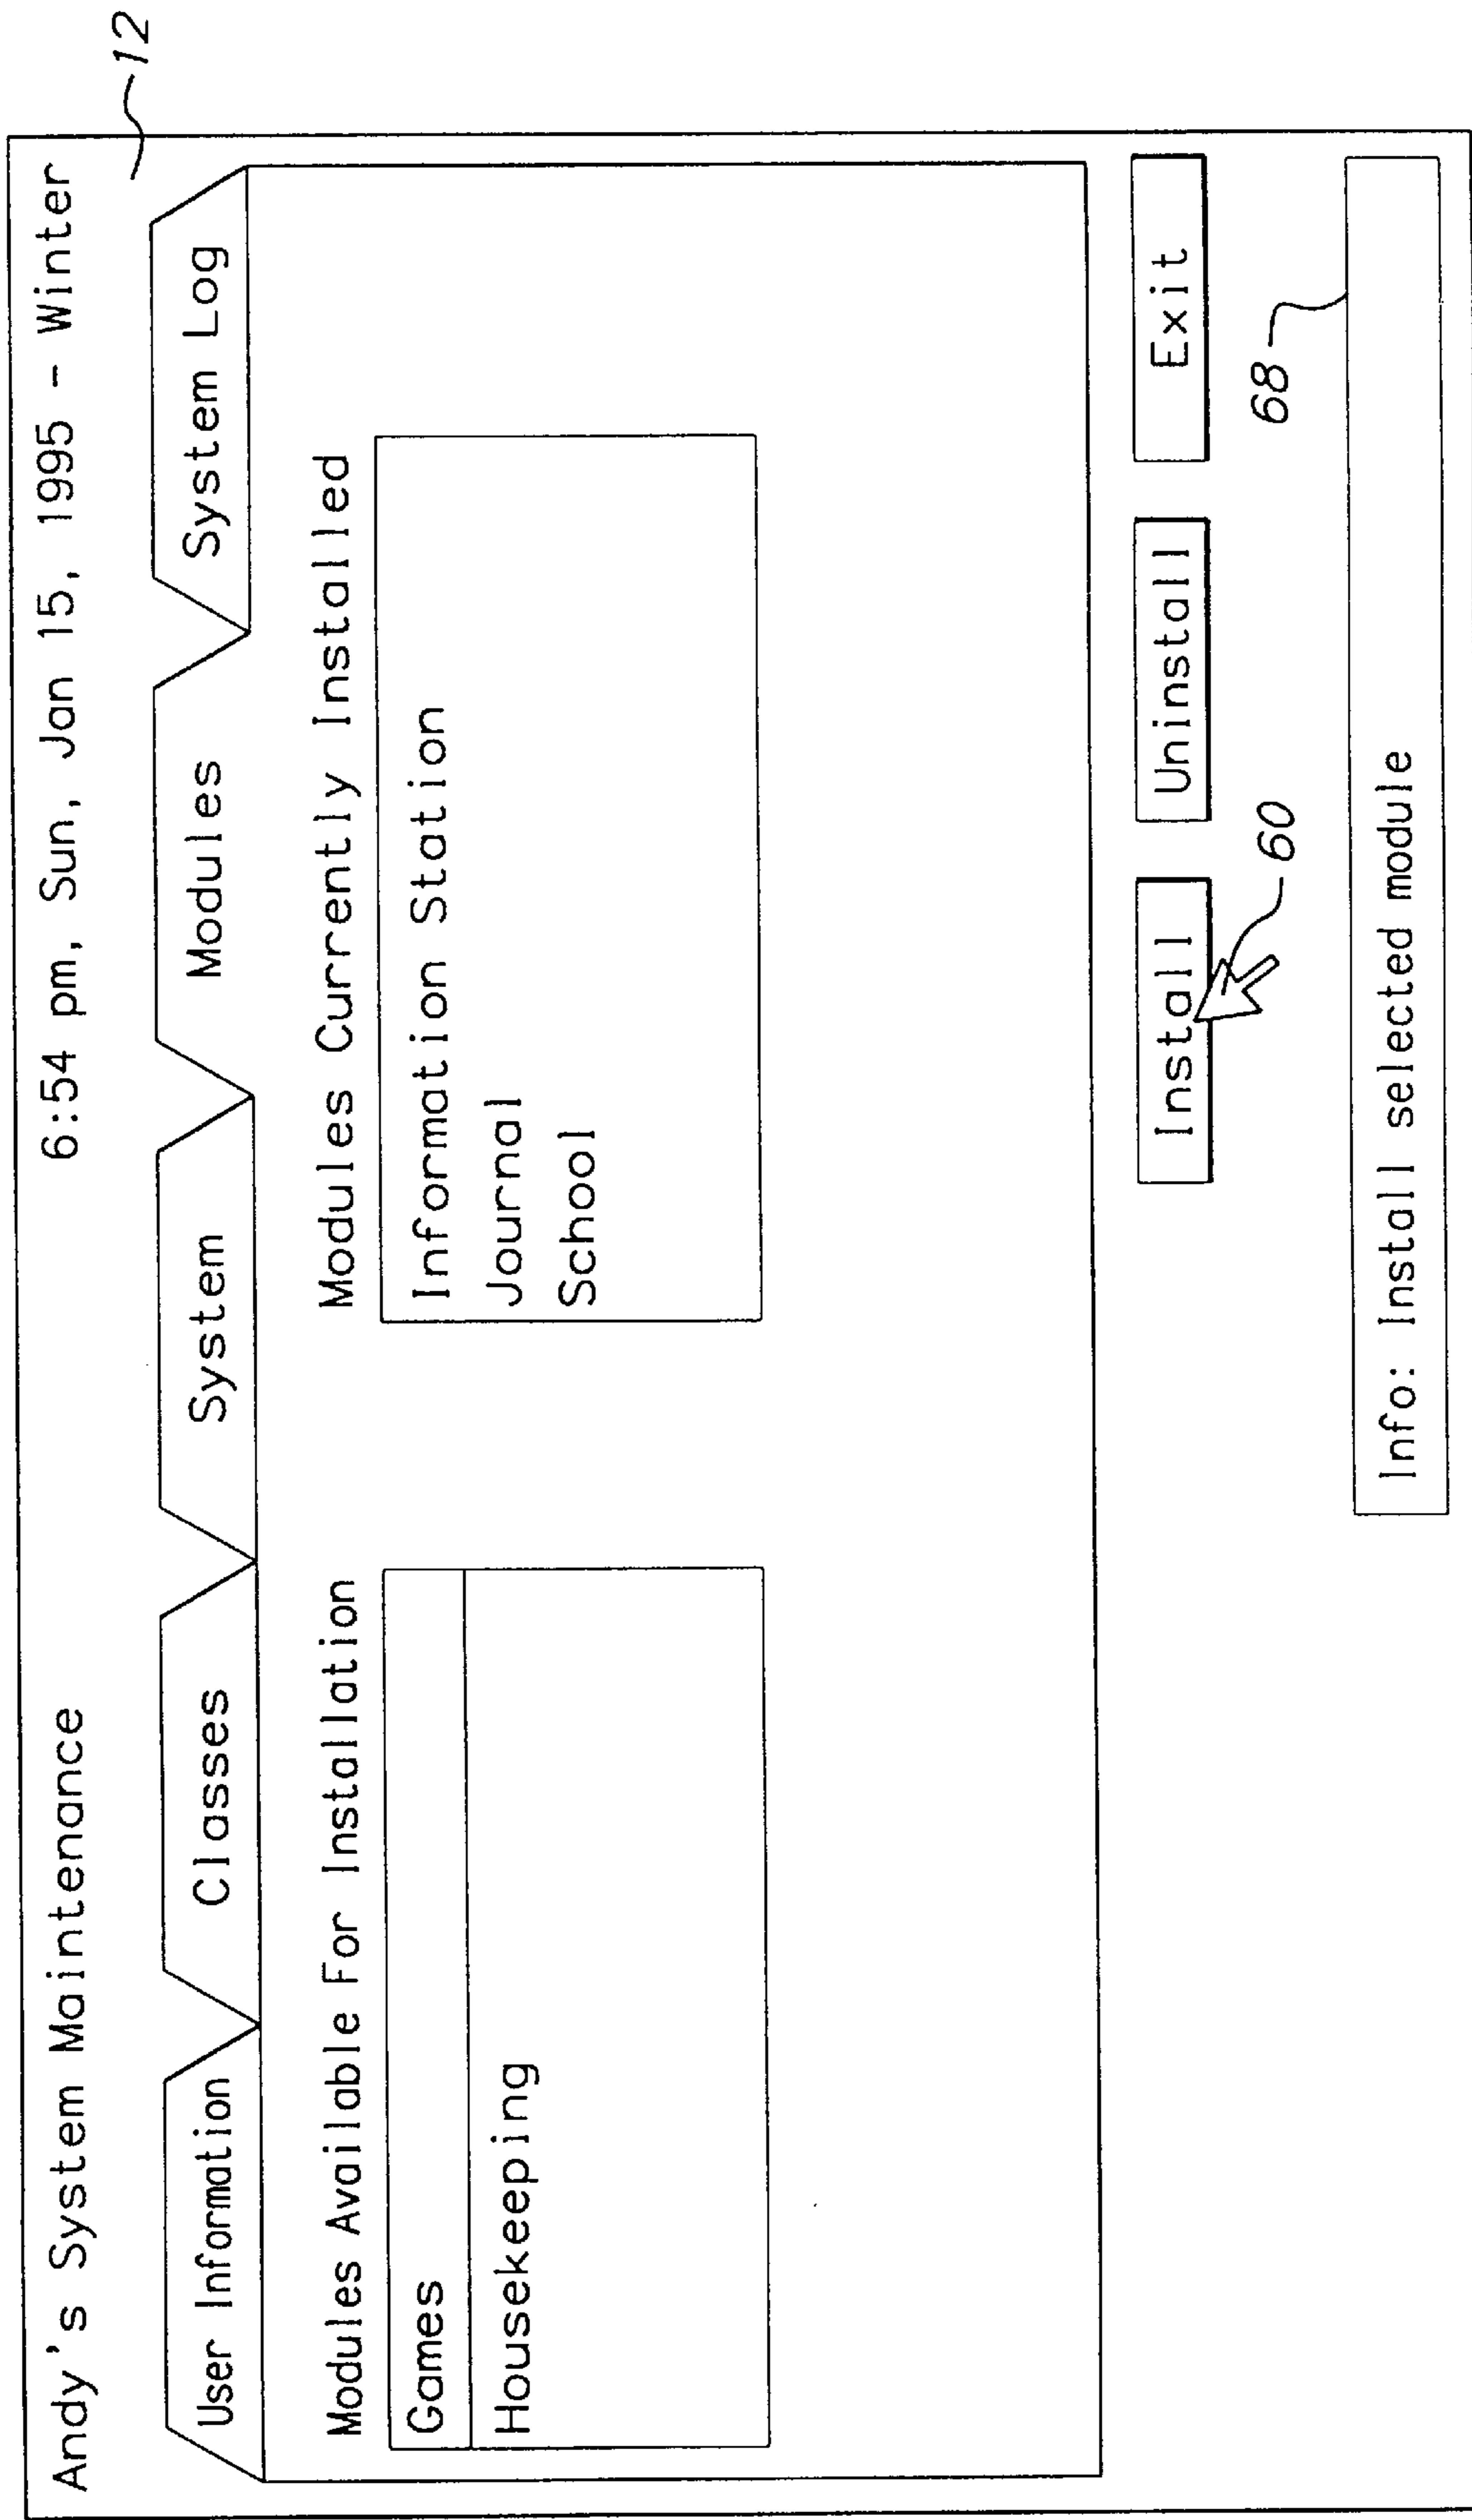 Andy's System Maintenance
6:54 pm, Sun, Jan 15, 1995 - Winter
12
User Information
Classes
System
Modules
System Log
Modules Available For Installation
Games
Housekeeping
Modules Currently Installed
Information Station
Journal
School
Install
Uninstall
Exit
60
68
Info: Install selected module